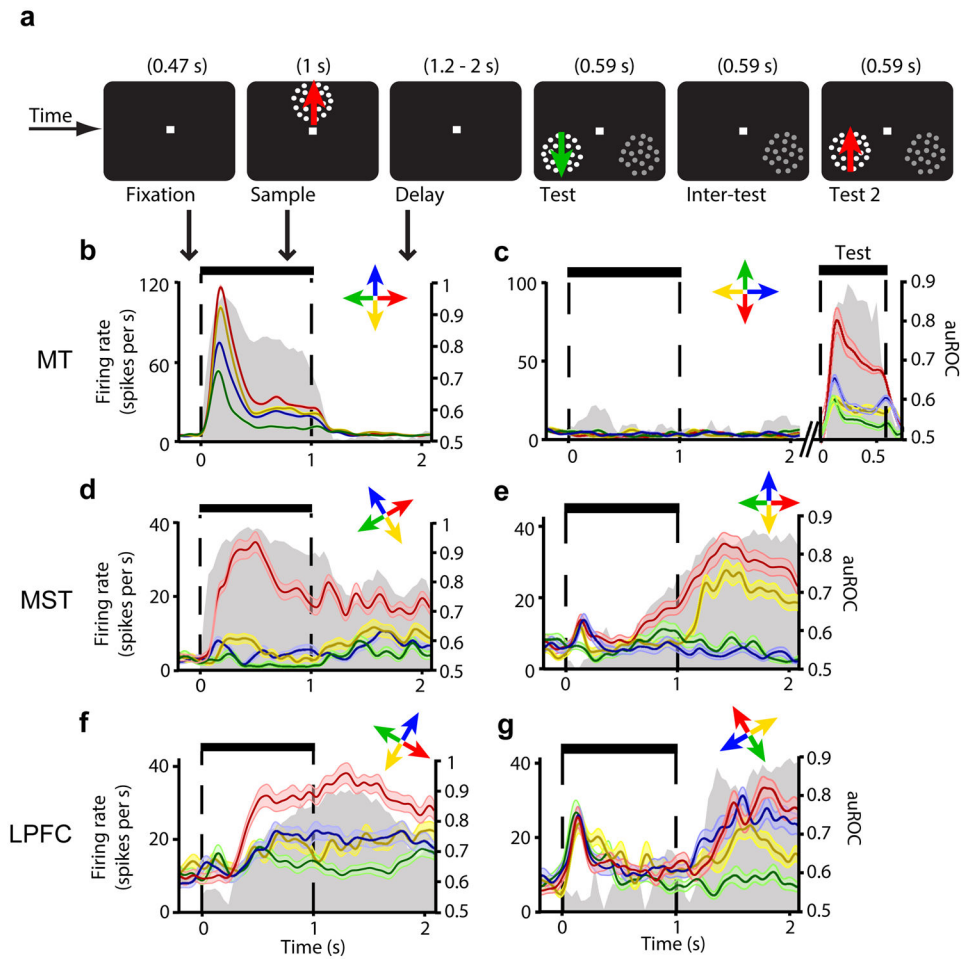 a
(0.47 s) (1 s) (1.2 - 2 s) (0.59 s) (0.59 s) (0.59 s)
Time
Fixation Sample Delay Test Inter-test Test 2
b c Test
MT
Firing rate
(spikes per s)
120
60
0
1
0.9
0.8
0.7
0.6
0.5
0 1 2
100
50
0
0.9
0.8
0.7
0.6
0.5
auROC
0 1 2 0 0.5
d e
MST
Firing rate
(spikes per s)
40
20
0
1
0.9
0.8
0.7
0.6
0.5
0 1 2
40
20
0
0.9
0.8
0.7
0.6
0.5
auROC
0 1 2
f g
LPFC
Firing rate
(spikes per s)
40
20
0
1
0.9
0.8
0.7
0.6
0.5
0 1 2
Time (s)
40
20
0
0.9
0.8
0.7
0.6
0.5
auROC
0 1 2
Time (s)